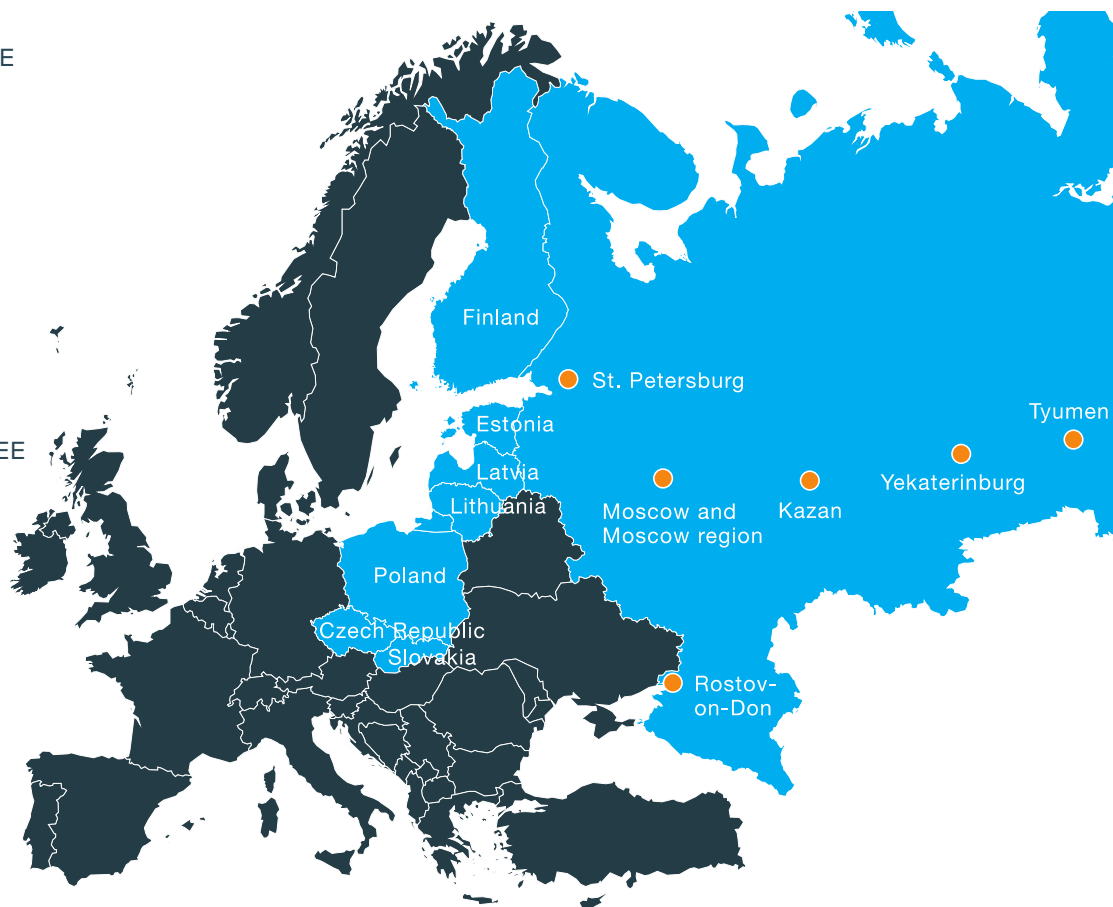 E
Finland
St. Petersburg
Estonia
Tyumen
EE
Latvia
Yekaterinburg
Lithuania
Moscow and
Moscow region
Kazan
Poland
Czech Republic
Slovakia
Rostov-
on-Don